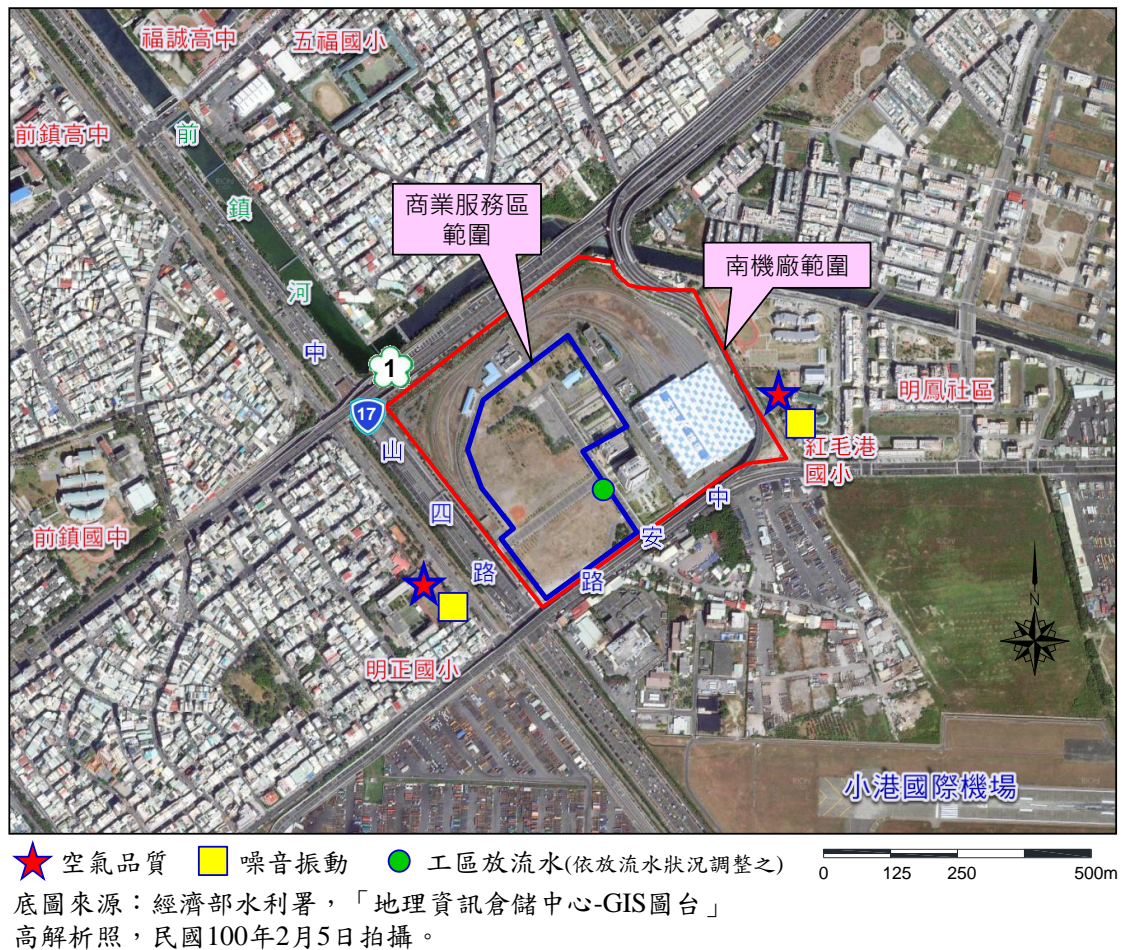 福誠高中
五福國小
前鎮高中
前
鎮
河
商業服務區
範圍
南機廠範圍
中
1
17
山
四
路
明鳳社區
紅毛港
國小
中
安
路
前鎮國中
明正國小
N
小港國際機場
空氣品質
噪音振動
工區放流水(依放流水狀況調整之)
0 125 250 500m
底圖來源：經濟部水利署，「地理資訊倉儲中心-GIS圖台」
高解析照，民國100年2月5日拍攝。